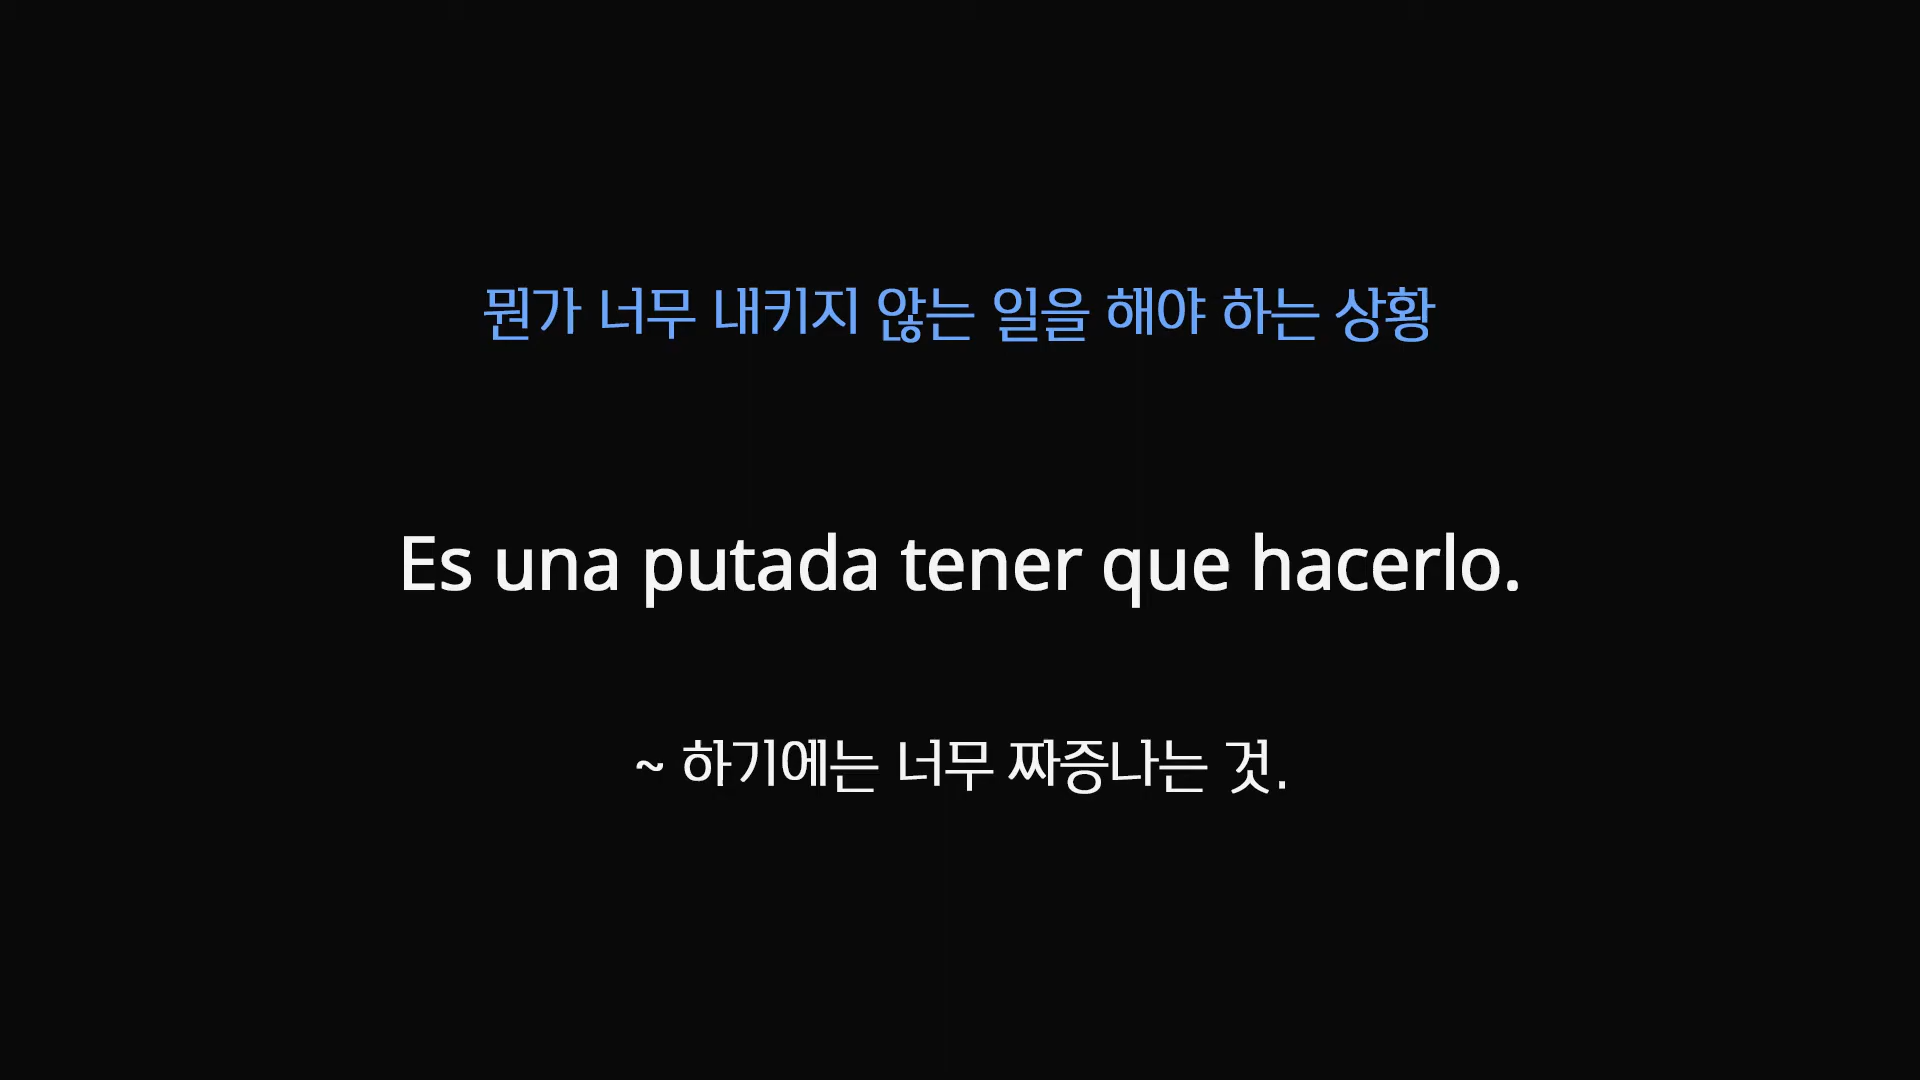 뭔가 너무 내키지 않는 일을 해야 하는 상황
Es una putada tener que hacerlo.
~ 하기에는 너무 짜증나는 것.